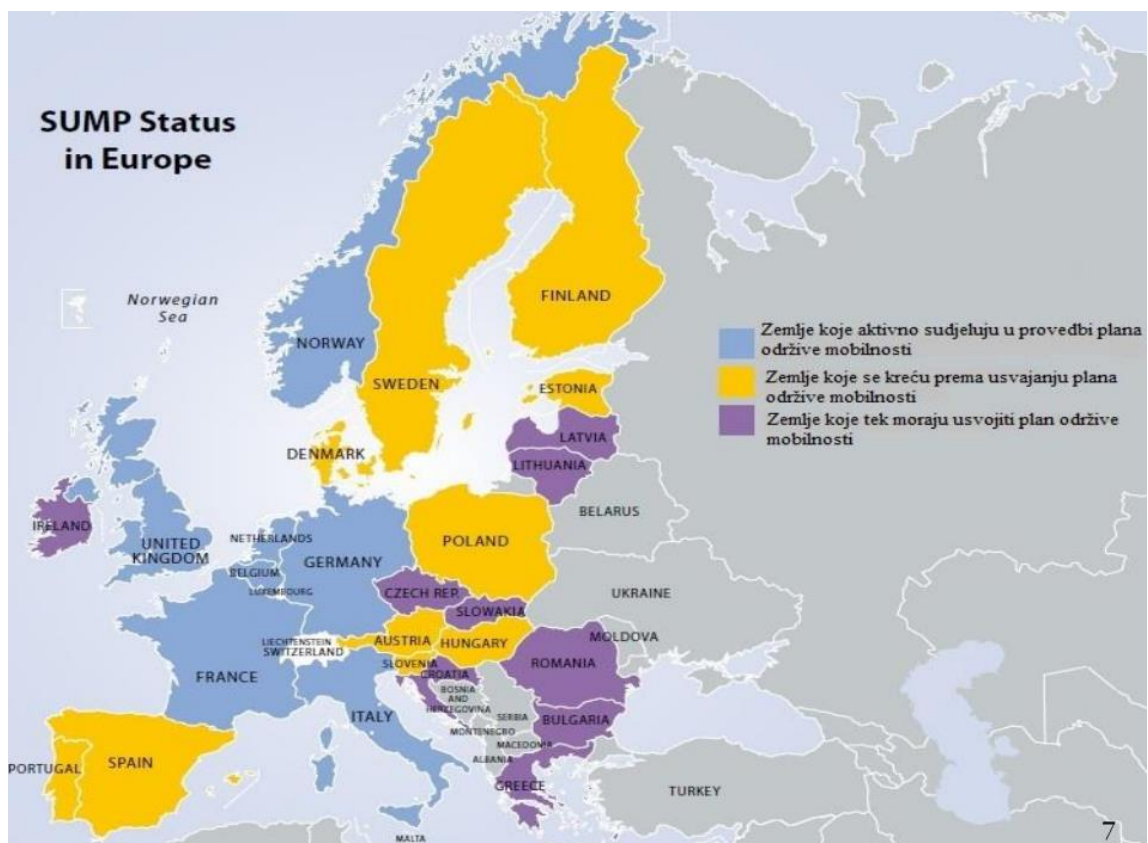 SUMP Status
in Europe
Norwegian
Sea
NORWAY
FINLAND
SWEDEN
ESTONIA
LATVIA
LITHUANIA
DENMARK
BELARUS
IRELAND
UNITED
KINGDOM
NETHERLANDS
BELGIUM
LUXEMBOURG
GERMANY
POLAND
CZECH REP.
SLOWAKIA
UKRAINE
MOLDOVA
LIECHTENSTEIN
SWITZERLAND
AUSTRIA
HUNGARY
SLOVENIA
CROATIA
ROMANIA
FRANCE
BOSNIA
AND
HERZEGOVINA
SERBIA
ITALY
MONTENEGRO
BULGARIA
MACEDONIA
ALBANIA
GREECE
PORTUGAL
SPAIN
TURKEY
MALTA
Zemlje koje aktivno sudjeluju u provedbi plana
održive mobilnosti
Zemlje koje se kreću prema usvajanju plana
održive mobilnosti
Zemlje koje tek moraju usvojiti plan održive
mobilnosti
7